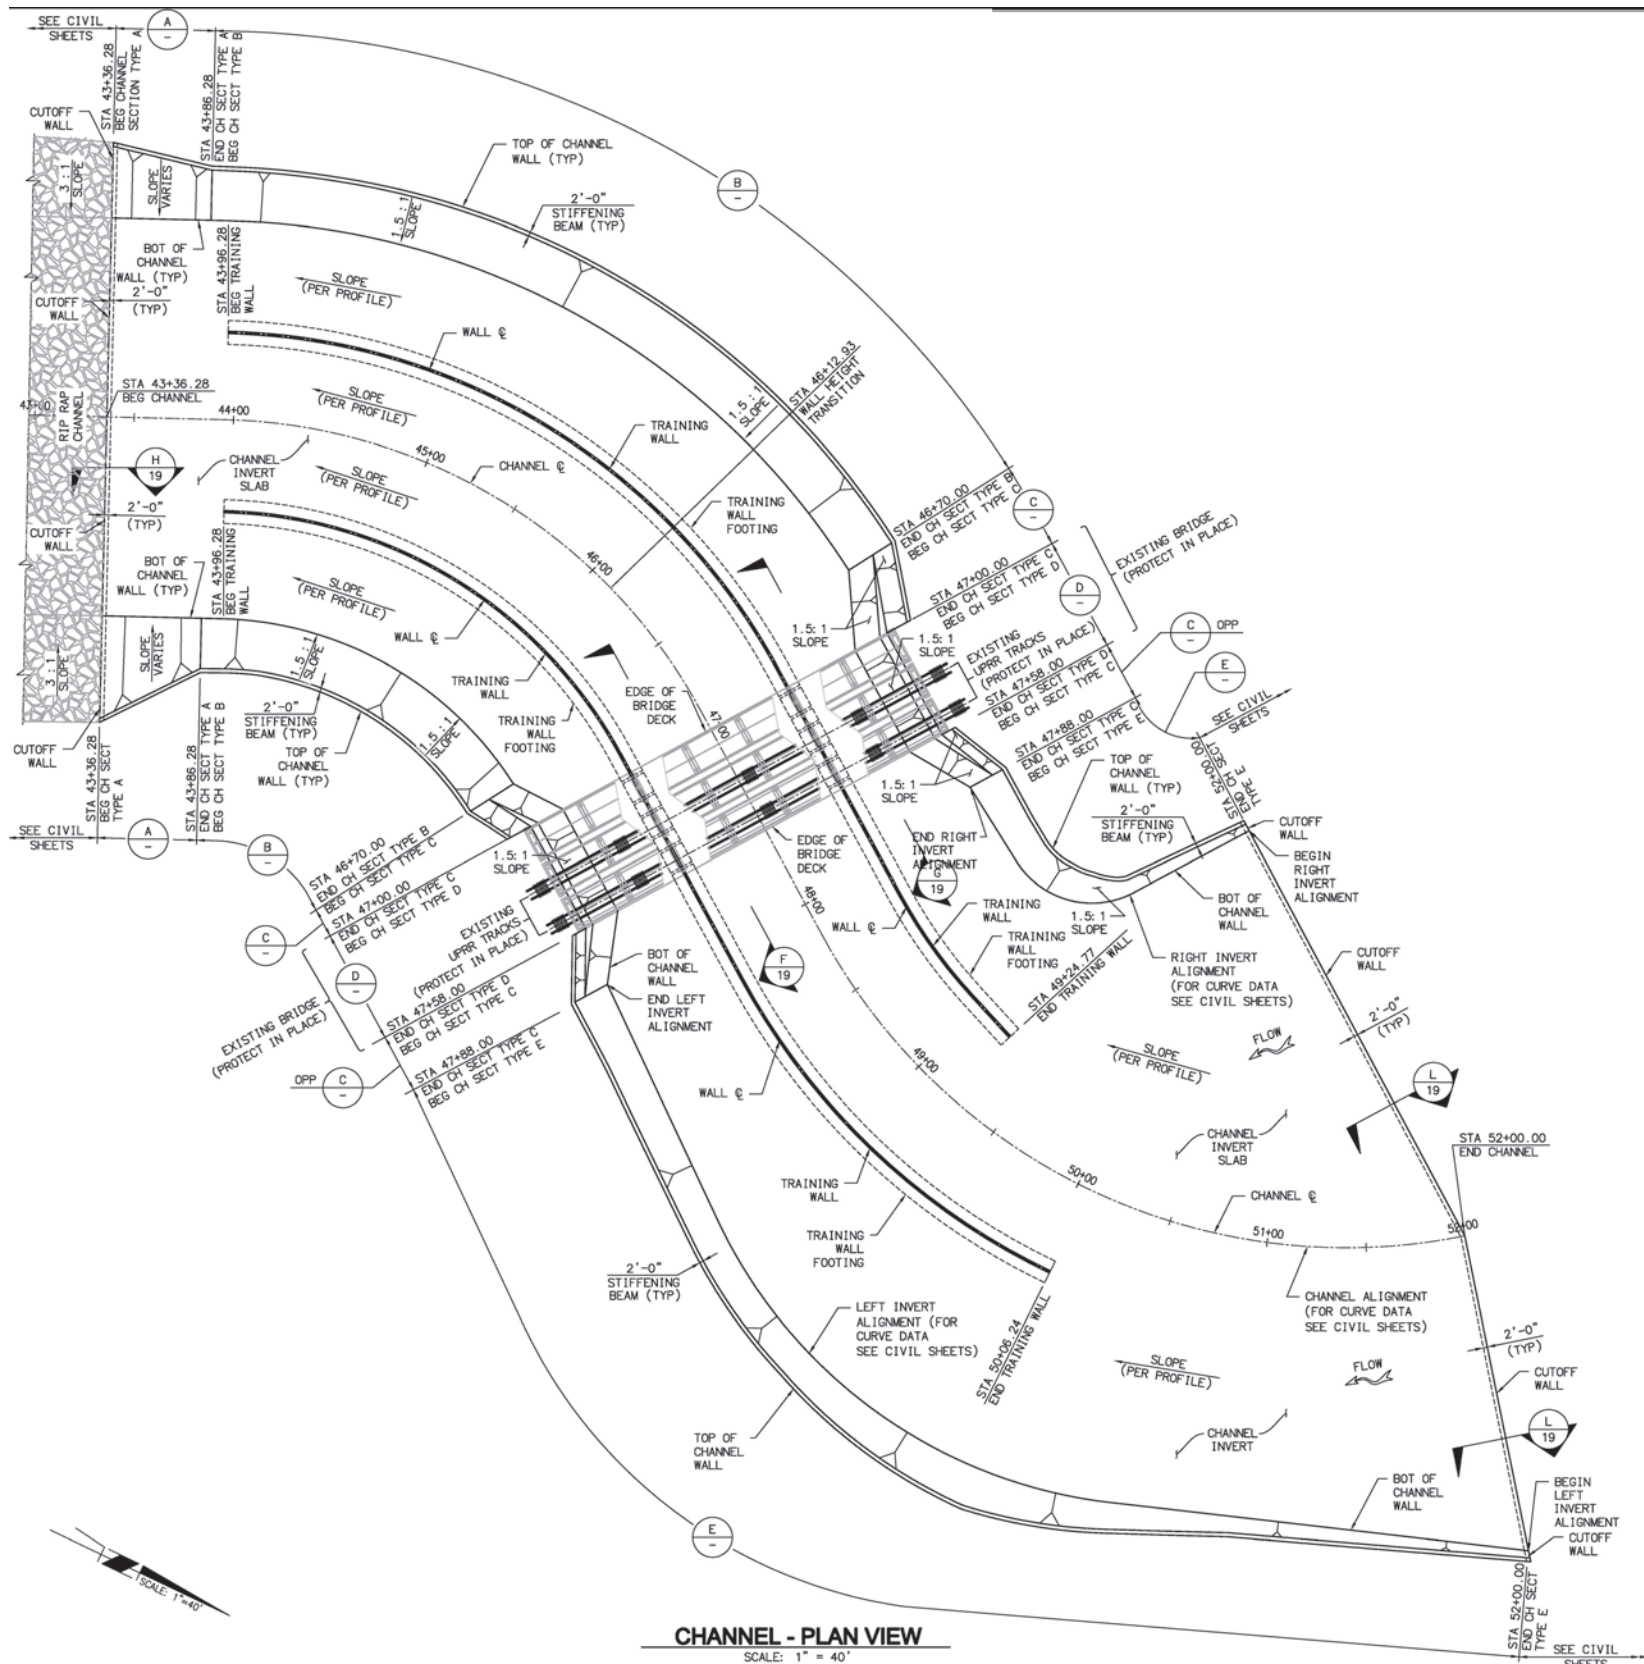 SEE CIVIL
SHEETS
A
-
STA 43+36.28
BEG CHANNEL
SECTION TYPE A
STA 43+86.28
END CH SECT TYPE A
BEG CH SECT TYPE B
CUTOFF
WALL
3 : 1
SLOPE
SLOPE
VARIES
TOP OF CHANNEL
WALL (TYP)
B
-
2'-0"
STIFFENING
BEAM (TYP)
1.5 : 1
SLOPE
BOT OF
CHANNEL
WALL (TYP)
STA 43+96.28
BEG TRAINING
WALL
2'-0"
(TYP)
CUTOFF
WALL
SLOPE
(PER PROFILE)
WALL ℄
STA 46+12.93
WALL HEIGHT
TRANSITION
1.5 : 1
SLOPE
STA 43+36.28
BEG CHANNEL
43+00
RIP RAP
CHANNEL
44+00
SLOPE
(PER PROFILE)
TRAINING
WALL
45+00
CHANNEL ℄
H
19
CHANNEL
INVERT
SLAB
SLOPE
(PER PROFILE)
2'-0"
(TYP)
CUTOFF
WALL
TRAINING
WALL
FOOTING
STA 46+70.00
END CH SECT TYPE B
BEG CH SECT TYPE C
C
-
EXISTING BRIDGE
(PROTECT IN PLACE)
BOT OF
CHANNEL
WALL (TYP)
STA 43+96.28
BEG TRAINING
WALL
SLOPE
(PER PROFILE)
46+00
STA 47+00.00
END CH SECT TYPE C
BEG CH SECT TYPE D
D
-
WALL ℄
1.5:1
SLOPE
1.5:1
SLOPE
EXISTING
UPRR TRACKS
(PROTECT IN PLACE)
C
-
OPP
E
-
STA 47+58.00
END CH SECT TYPE D
BEG CH SECT TYPE C
SEE CIVIL
SHEETS
3 : 1
SLOPE
SLOPE
VARIES
1.5 : 1
SLOPE
TRAINING
WALL
EDGE OF
BRIDGE
DECK
47+00
2'-0"
STIFFENING
BEAM (TYP)
TOP OF
CHANNEL
WALL (TYP)
1.5 : 1
SLOPE
TRAINING
WALL
FOOTING
STA 47+88.00
END CH SECT TYPE C
BEG CH SECT TYPE E
CUTOFF
WALL
STA 43+36.28
BEG CH SECT
TYPE A
STA 43+86.28
END CH SECT TYPE A
BEG CH SECT TYPE B
TOP OF
CHANNEL
WALL (TYP)
STA 52+00.00
END CH SECT
TYPE E
1.5:1
SLOPE
2'-0"
STIFFENING
BEAM (TYP)
CUTOFF
WALL
SEE CIVIL
SHEETS
A
-
B
-
STA 46+70.00
END CH SECT TYPE B
BEG CH SECT TYPE C
1.5:1
SLOPE
EDGE OF
BRIDGE
DECK
END RIGHT
INVERT
ALIGNMENT
G
19
BEGIN
RIGHT
INVERT
ALIGNMENT
48+00
STA 47+00.00
END CH SECT TYPE C
BEG CH SECT TYPE D
C
-
EXISTING
UPRR TRACKS
(PROTECT IN PLACE)
WALL ℄
TRAINING
WALL
1.5:1
SLOPE
BOT OF
CHANNEL
WALL
D
-
EXISTING BRIDGE
(PROTECT IN PLACE)
BOT OF
CHANNEL
WALL
F
19
TRAINING
WALL
FOOTING
STA 49+24.77
END TRAINING WALL
RIGHT INVERT
ALIGNMENT
(FOR CURVE DATA
SEE CIVIL SHEETS)
CUTOFF
WALL
STA 47+58.00
END CH SECT TYPE D
BEG CH SECT TYPE C
END LEFT
INVERT
ALIGNMENT
2'-0"
(TYP)
OPP
C
-
STA 47+88.00
END CH SECT TYPE C
BEG CH SECT TYPE E
WALL ℄
49+00
SLOPE
(PER PROFILE)
FLOW
L
19
CHANNEL
INVERT
SLAB
STA 52+00.00
END CHANNEL
TRAINING
WALL
50+00
CHANNEL ℄
51+00
52+00
TRAINING
WALL
FOOTING
2'-0"
STIFFENING
BEAM (TYP)
CHANNEL ALIGNMENT
(FOR CURVE DATA
SEE CIVIL SHEETS)
LEFT INVERT
ALIGNMENT (FOR
CURVE DATA
SEE CIVIL SHEETS)
STA 50+06.24
END TRAINING WALL
2'-0"
(TYP)
SLOPE
(PER PROFILE)
FLOW
CUTOFF
WALL
TOP OF
CHANNEL
WALL
CHANNEL
INVERT
L
19
BOT OF
CHANNEL
WALL
BEGIN
LEFT
INVERT
ALIGNMENT
CUTOFF
WALL
E
-
SCALE: 1"=40'
STA 52+00.00
END CH SECT
TYPE E
CHANNEL - PLAN VIEW
SCALE: 1" = 40'
SEE CIVIL
SHEETS